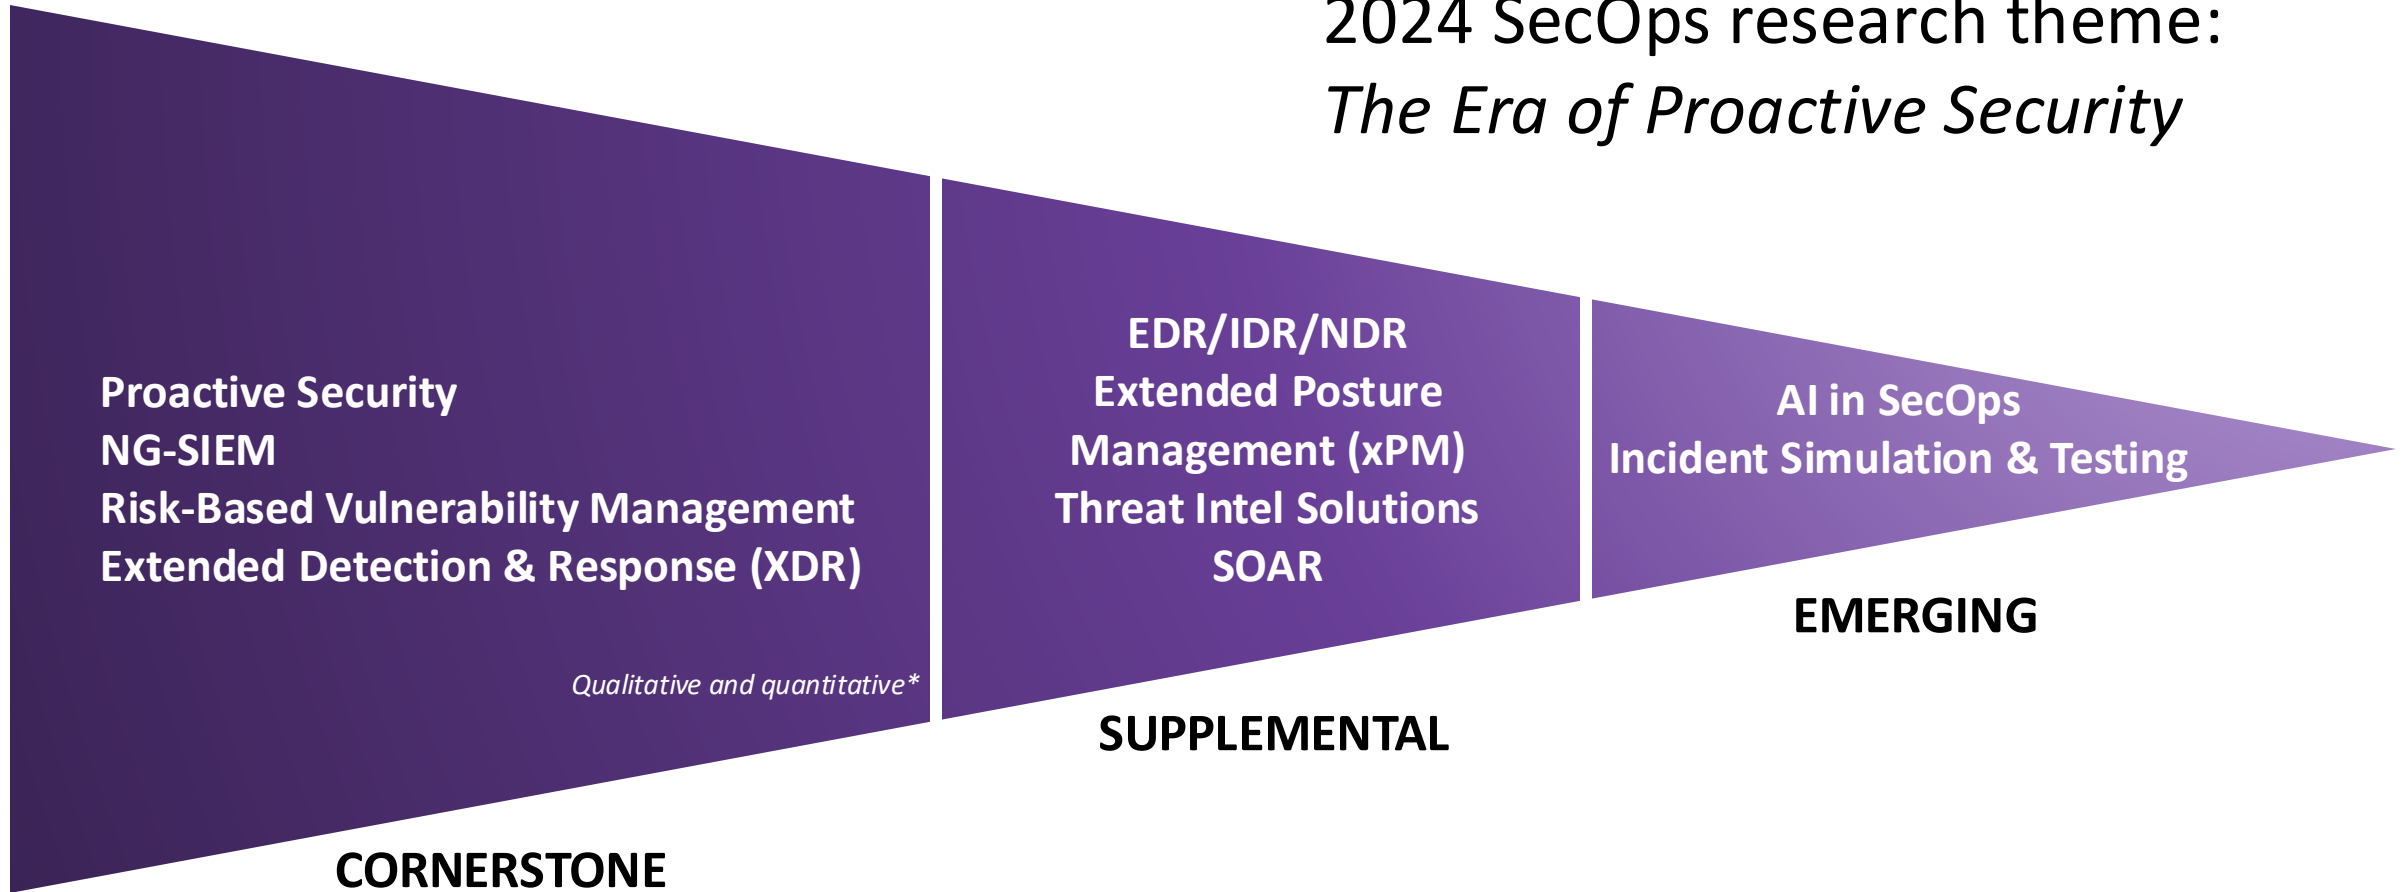 2024 SecOps research theme:
The Era of Proactive Security
Proactive Security
NG-SIEM
Risk-Based Vulnerability Management
Extended Detection & Response (XDR)
Qualitative and quantitative*
CORNERSTONE
EDR/IDR/NDR
Extended Posture
Management (xPM)
Threat Intel Solutions
SOAR
SUPPLEMENTAL
AI in SecOps
Incident Simulation & Testing
EMERGING